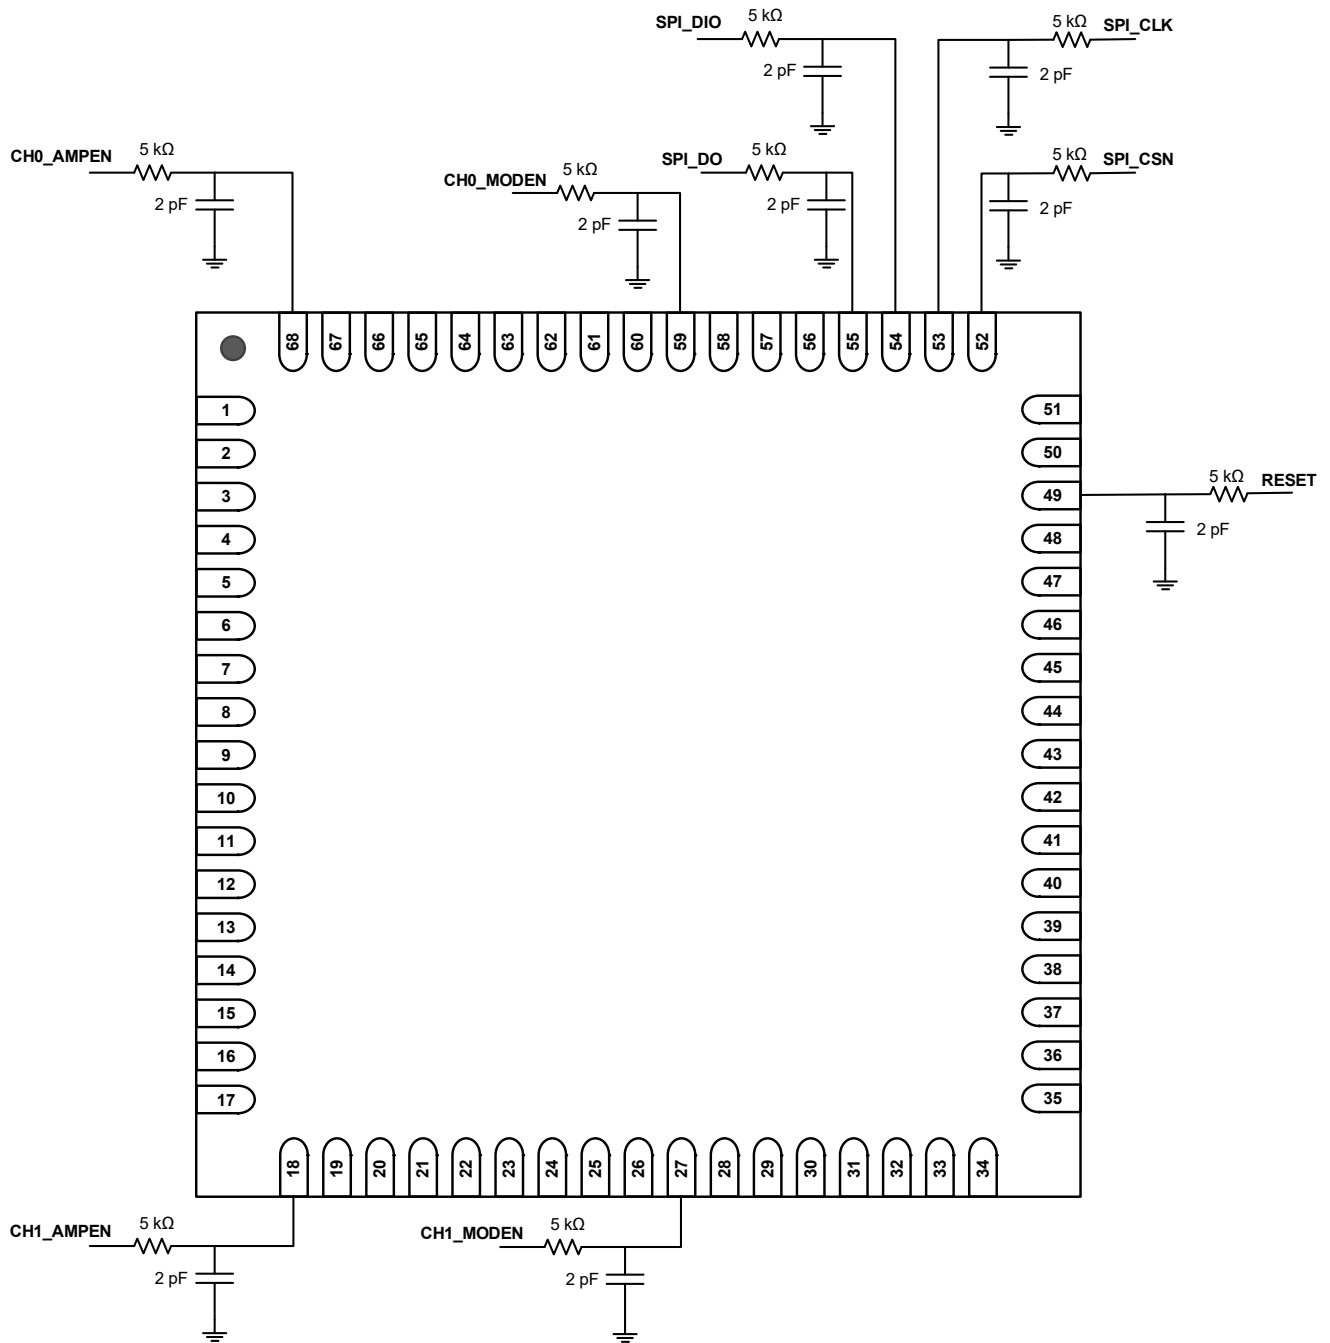 SPI_DIO 5 kΩ 5 kΩ SPI_CLK
2 pF 2 pF
CH0_AMPEN 5 kΩ SPI_DO 5 kΩ 5 kΩ SPI_CSN
CH0_MODEN 5 kΩ
2 pF 2 pF 2 pF 2 pF
68 67 66 65 64 63 62 61 60 59 58 57 56 55 54 53 52
1 51
2 50
5 kΩ RESET
3 49
2 pF
4 48
5 47
6 46
7 45
8 44
9 43
10 42
11 41
12 40
13 39
14 38
15 37
16 36
17 35
18 19 20 21 22 23 24 25 26 27 28 29 30 31 32 33 34
CH1_AMPEN 5 kΩ CH1_MODEN 5 kΩ
2 pF 2 pF